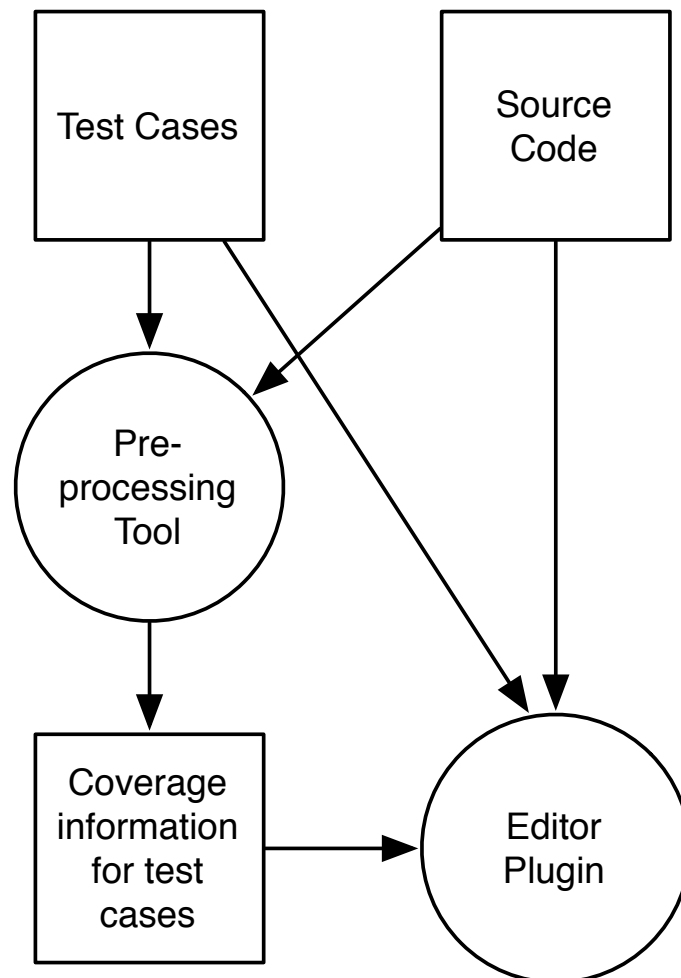 Test Cases
Source
Code
Pre-
processing
Tool
Coverage
information
for test
cases
Editor
Plugin